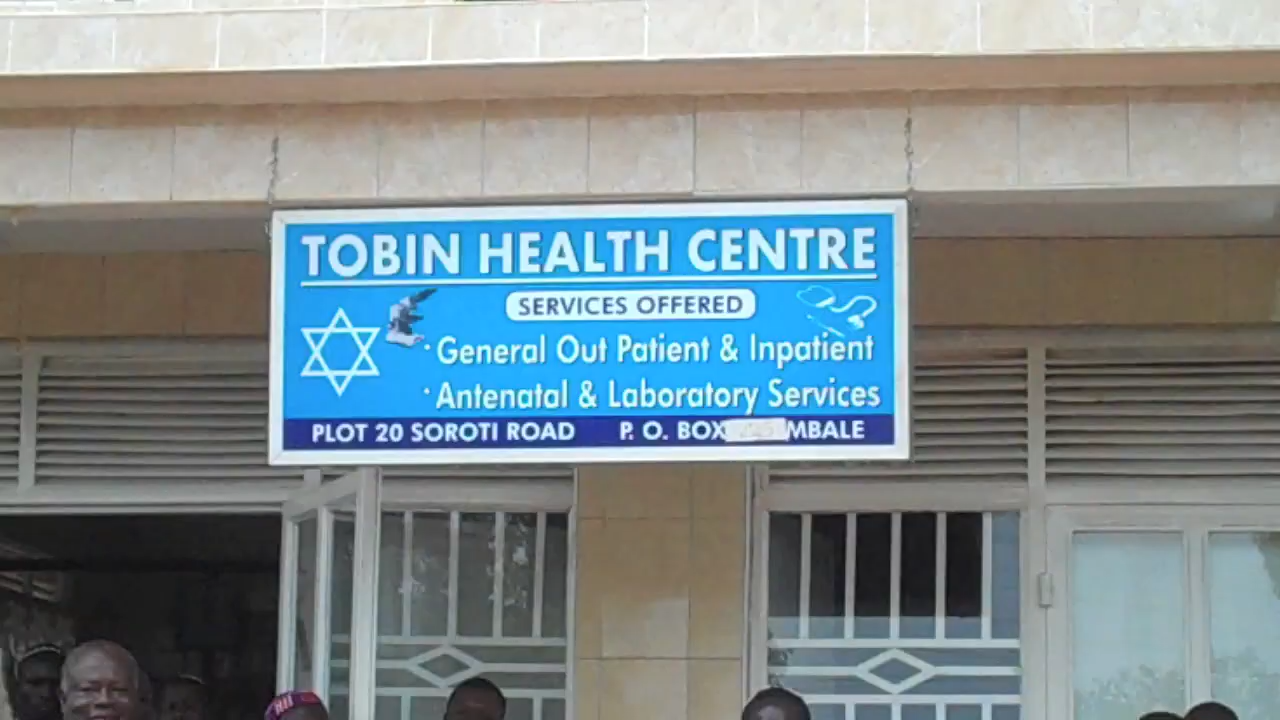 TOBIN HEALTH CENTRE
SERVICES OFFERED
· General Out Patient & Inpatient
· Antenatal & Laboratory Services
PLOT 20 SOROTI ROAD P. O. BOX MBALE